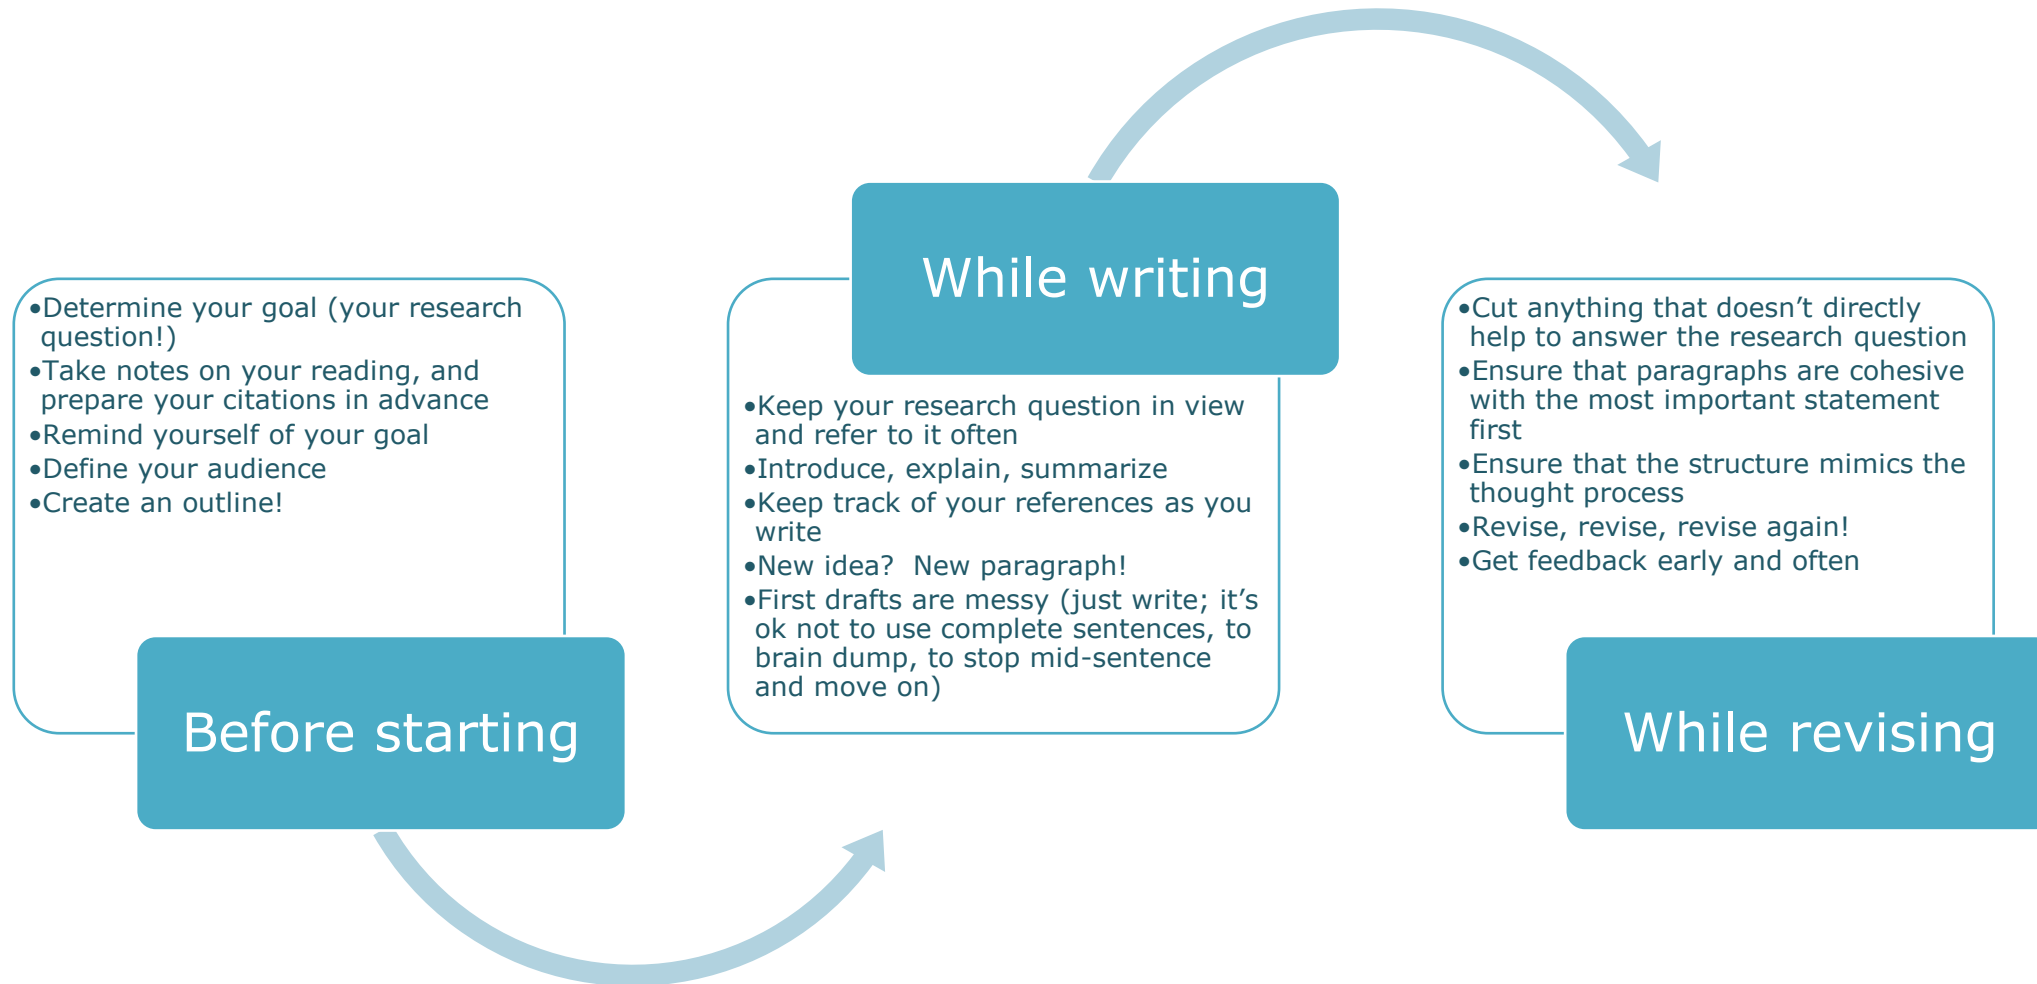 •Determine your goal (your research
question!)
•Take notes on your reading, and
prepare your citations in advance
•Remind yourself of your goal
•Define your audience
•Create an outline!
Before starting
While writing
•Keep your research question in view
and refer to it often
•Introduce, explain, summarize
•Keep track of your references as you
write
•New idea?  New paragraph!
•First drafts are messy (just write; it’s
ok not to use complete sentences, to
brain dump, to stop mid-sentence
and move on)
•Cut anything that doesn’t directly
help to answer the research question
•Ensure that paragraphs are cohesive
with the most important statement
first
•Ensure that the structure mimics the
thought process
•Revise, revise, revise again!
•Get feedback early and often
While revising